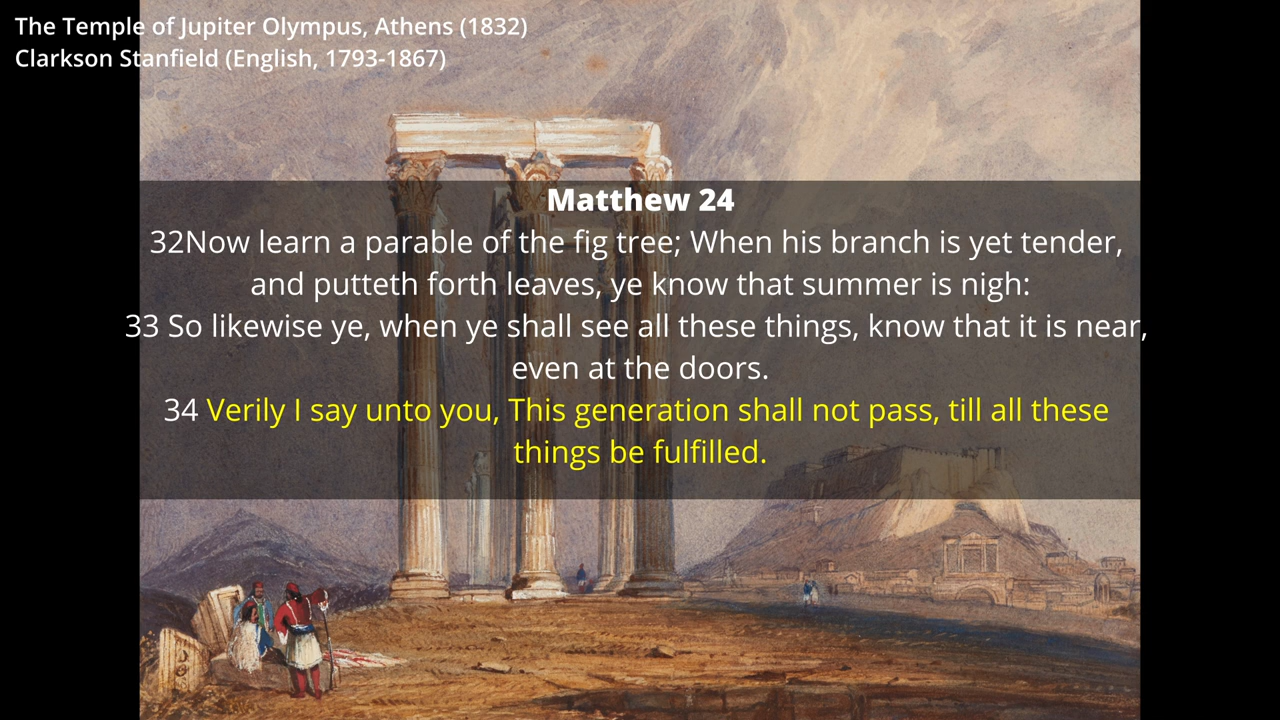 The Temple of Jupiter Olympus, Athens (1832)
Clarkson Stanfield (English, 1793-1867)
Matthew 24
32Now learn a parable of the fig tree; When his branch is yet tender,
and putteth forth leaves, ye know that summer is nigh:
33 So likewise ye, when ye shall see all these things, know that it is near,
even at the doors.
34 Verily I say unto you, This generation shall not pass, till all these
things be fulfilled.